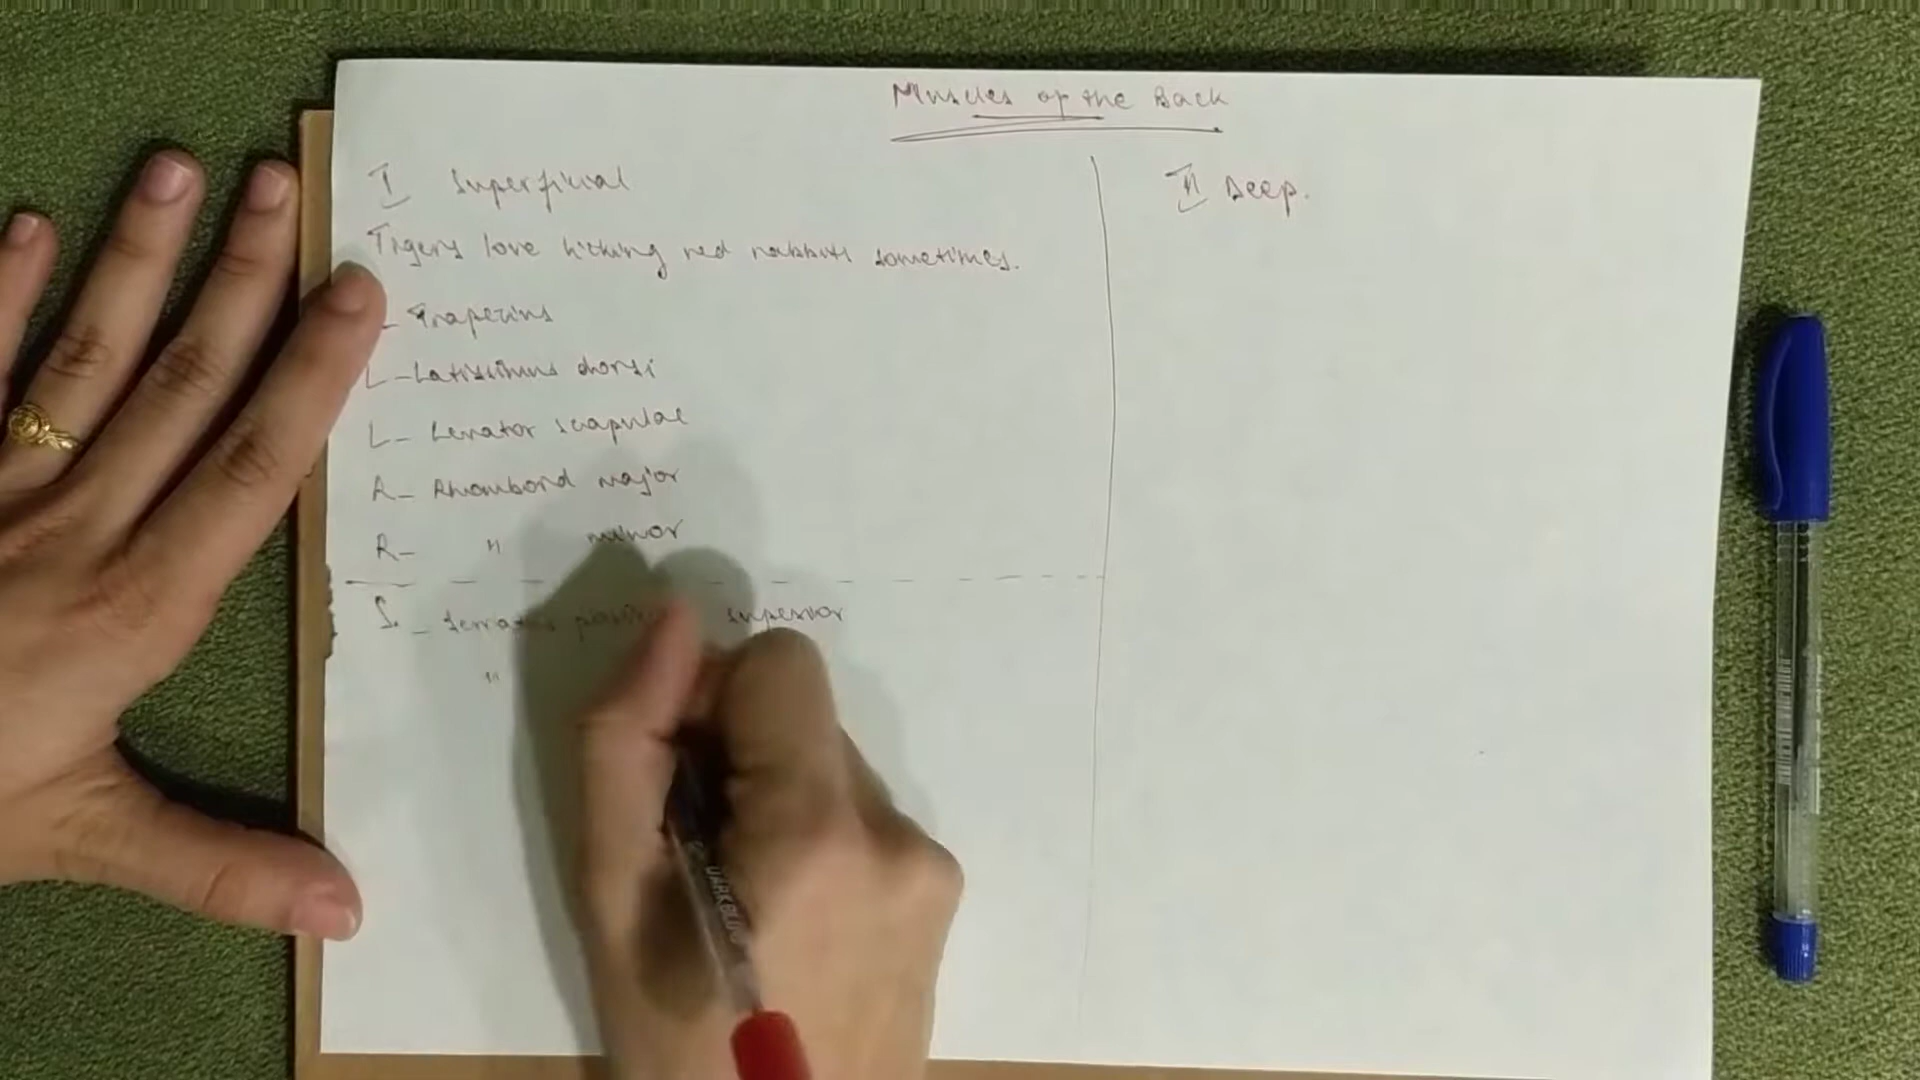 Muscles of the Back
I Superficial
Tigers love kicking red rabbits sometimes.
- Trapezius
L - Latissimus dorsi
L - Levator scapulae
R - Rhomboid major
R - " minor
S. - Serratus superior
"
II Deep.